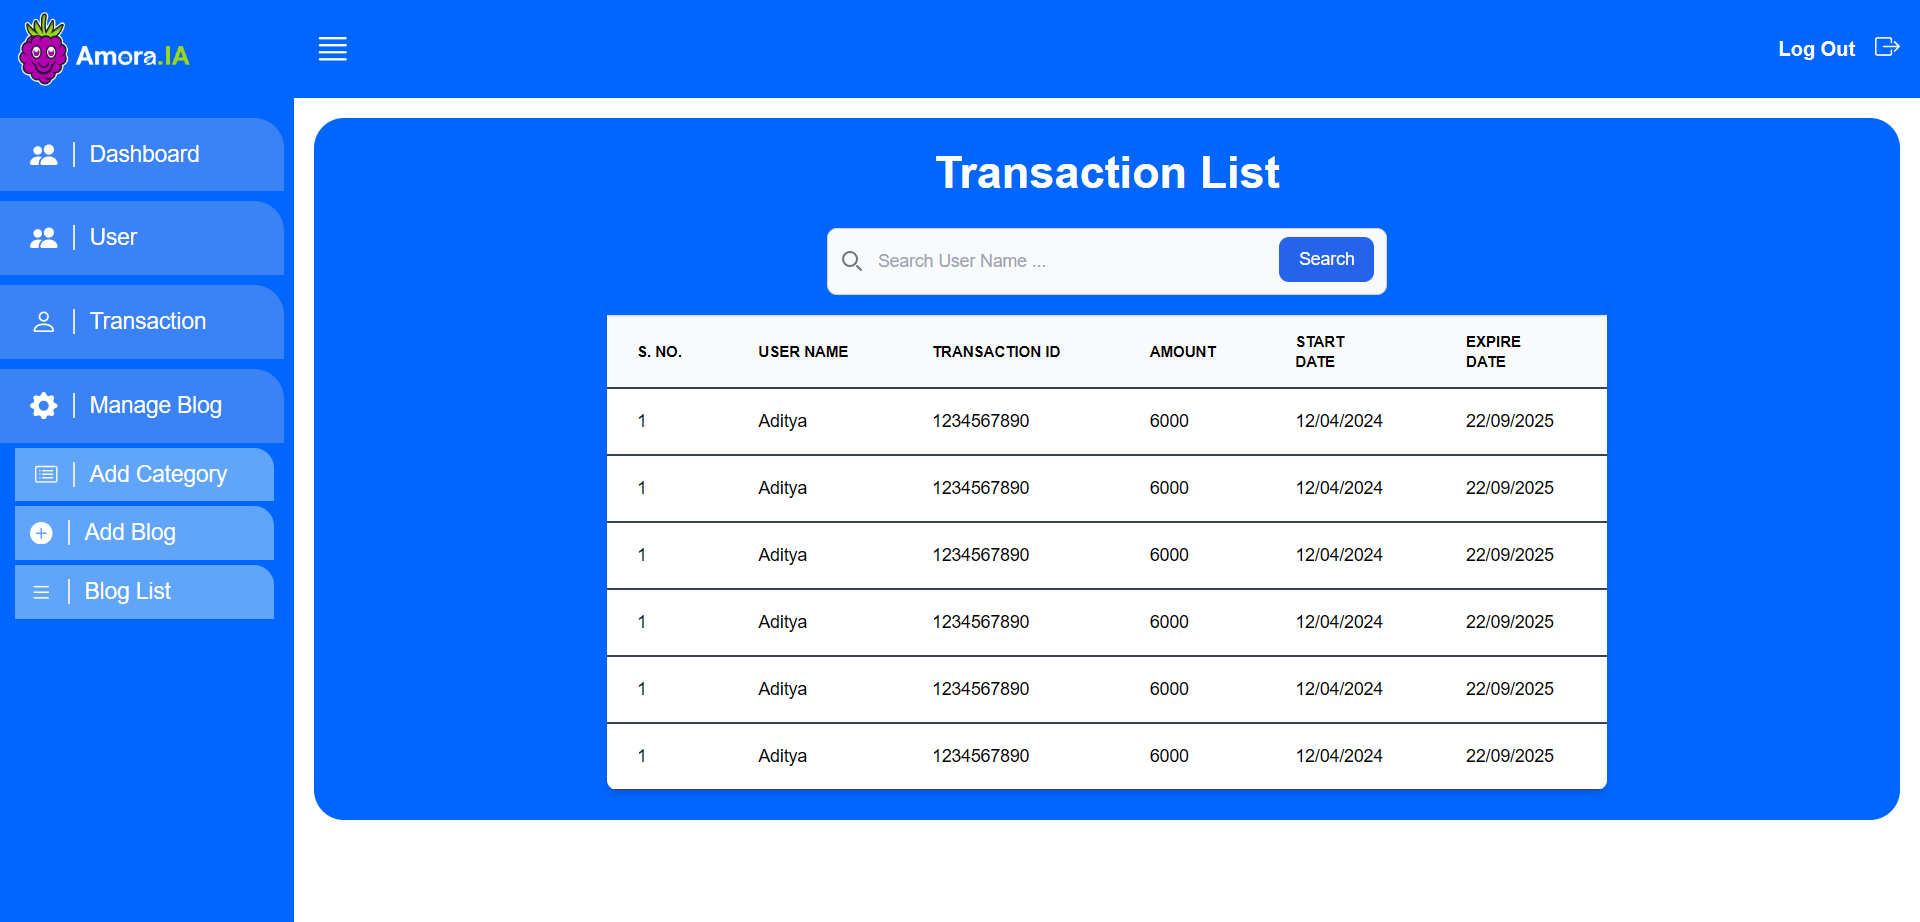 Amora.IA
Log Out
Dashboard
User
Transaction
Manage Blog
Add Category
Add Blog
Blog List
Transaction List
Search User Name ...
Search
S. NO. USER NAME TRANSACTION ID AMOUNT START DATE EXPIRE DATE
1 Aditya 1234567890 6000 12/04/2024 22/09/2025
1 Aditya 1234567890 6000 12/04/2024 22/09/2025
1 Aditya 1234567890 6000 12/04/2024 22/09/2025
1 Aditya 1234567890 6000 12/04/2024 22/09/2025
1 Aditya 1234567890 6000 12/04/2024 22/09/2025
1 Aditya 1234567890 6000 12/04/2024 22/09/2025